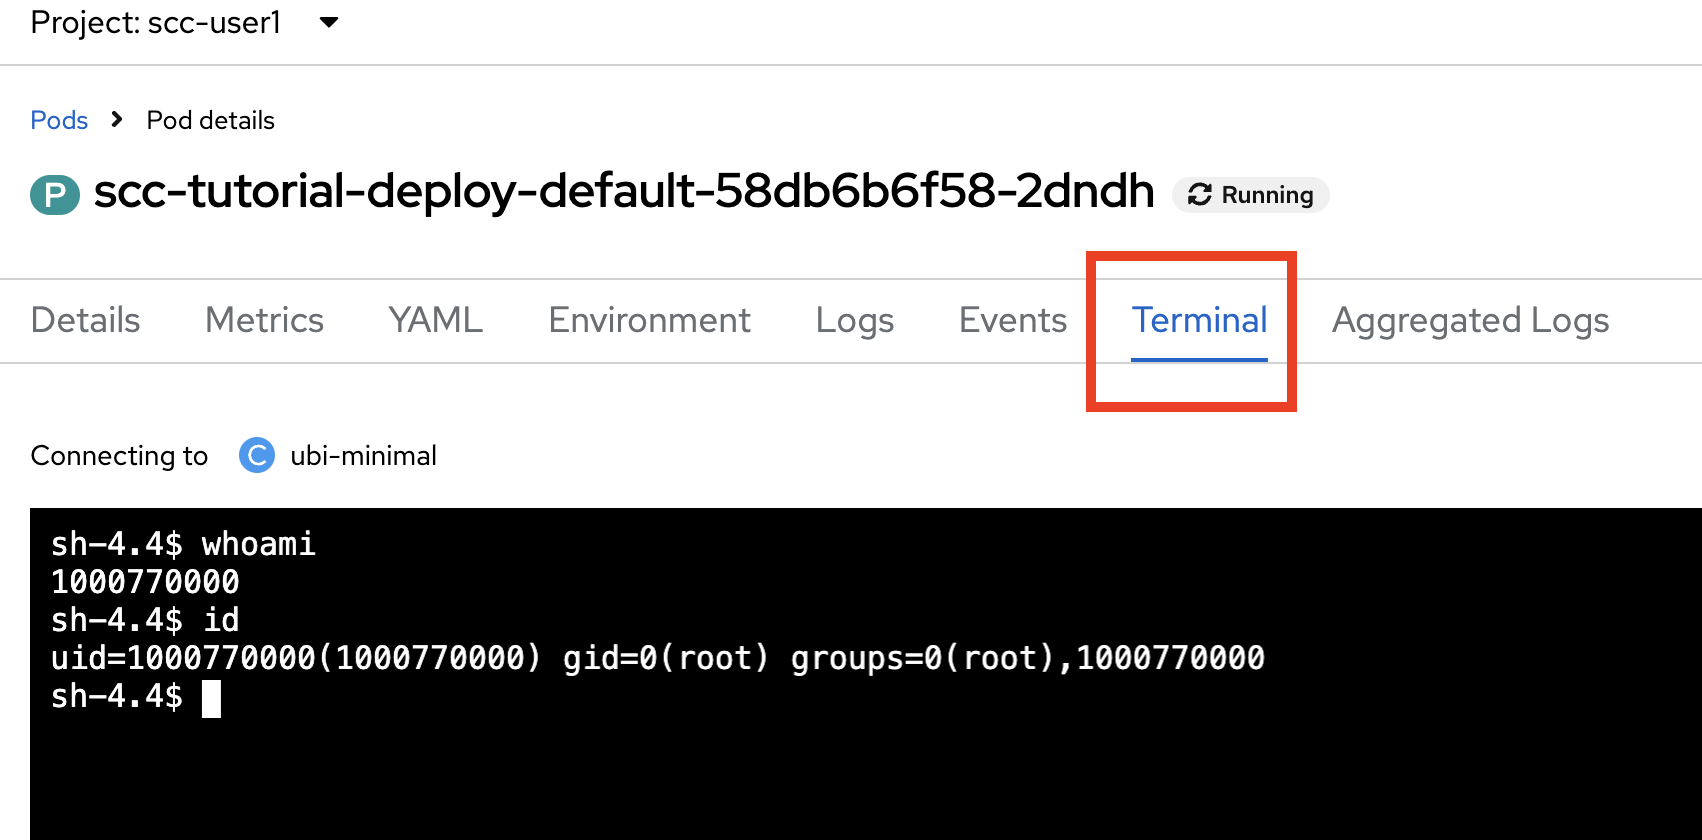 Project: scc-user1
Pods > Pod details
P scc-tutorial-deploy-default-58db6b6f58-2dndh Running
Details Metrics YAML Environment Logs Events Terminal Aggregated Logs
Connecting to C ubi-minimal
sh-4.4$ whoami
1000770000
sh-4.4$ id
uid=1000770000(1000770000) gid=0(root) groups=0(root),1000770000
sh-4.4$